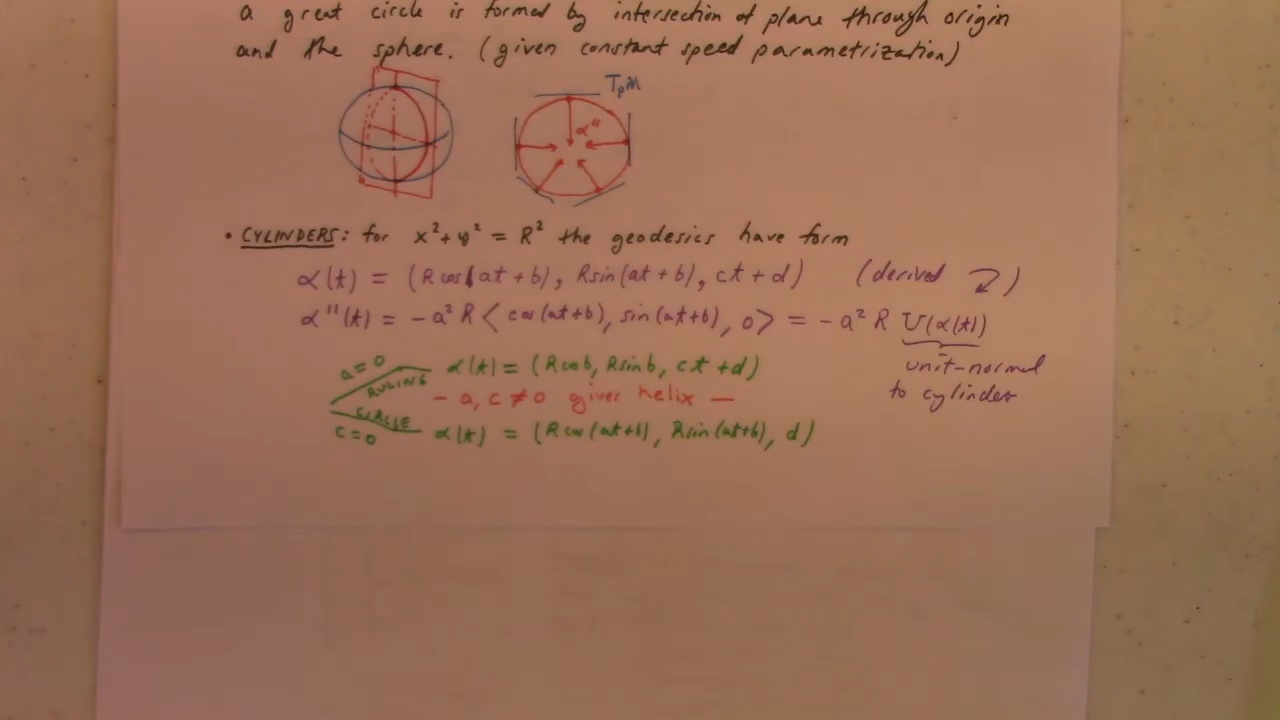 a great circle is formed by intersection of plane through origin
and the sphere. (given constant speed parametrization)
TpM
α"
• CYLINDERS: for x² + y² = R² the geodesics have form
α(t) = (R cos(at + b), R sin(at + b), ct + d) (derived ⤵)
α''(t) = -a² R < cos(at+b), sin(at+b), 0 > = -a² R U(α(t))
unit-normal
to cylinder
a=0 RULING α(t) = (R cos b, R sin b, ct + d)
- a, c ≠ 0 gives helix -
CIRCLE c=0 α(t) = (R cos(at+b), R sin(at+b), d)